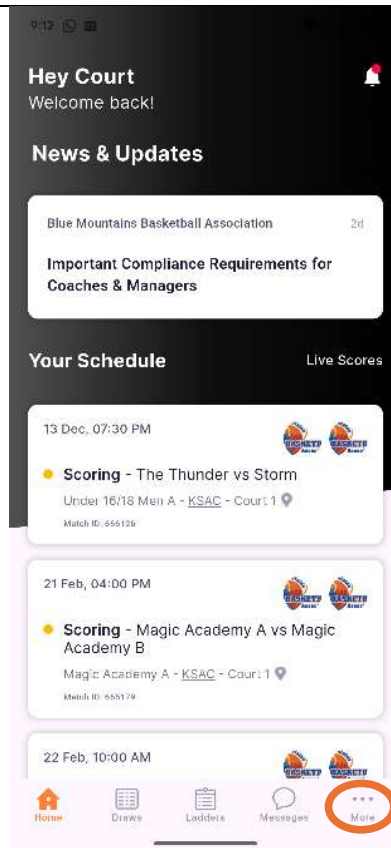 9:12
Hey Court
Welcome back!
News & Updates
Blue Mountains Basketball Association 2d
Important Compliance Requirements for
Coaches & Managers
Your Schedule Live Scores
13 Dec, 07:30 PM
Scoring - The Thunder vs Storm
Under 16/18 Men A - KSAC - Court 1
Match ID: 666126
21 Feb, 04:00 PM
Scoring - Magic Academy A vs Magic
Academy B
Magic Academy A - KSAC - Court 1
Match ID: 665179
22 Feb, 10:00 AM
Home Draws Ladders Messages More